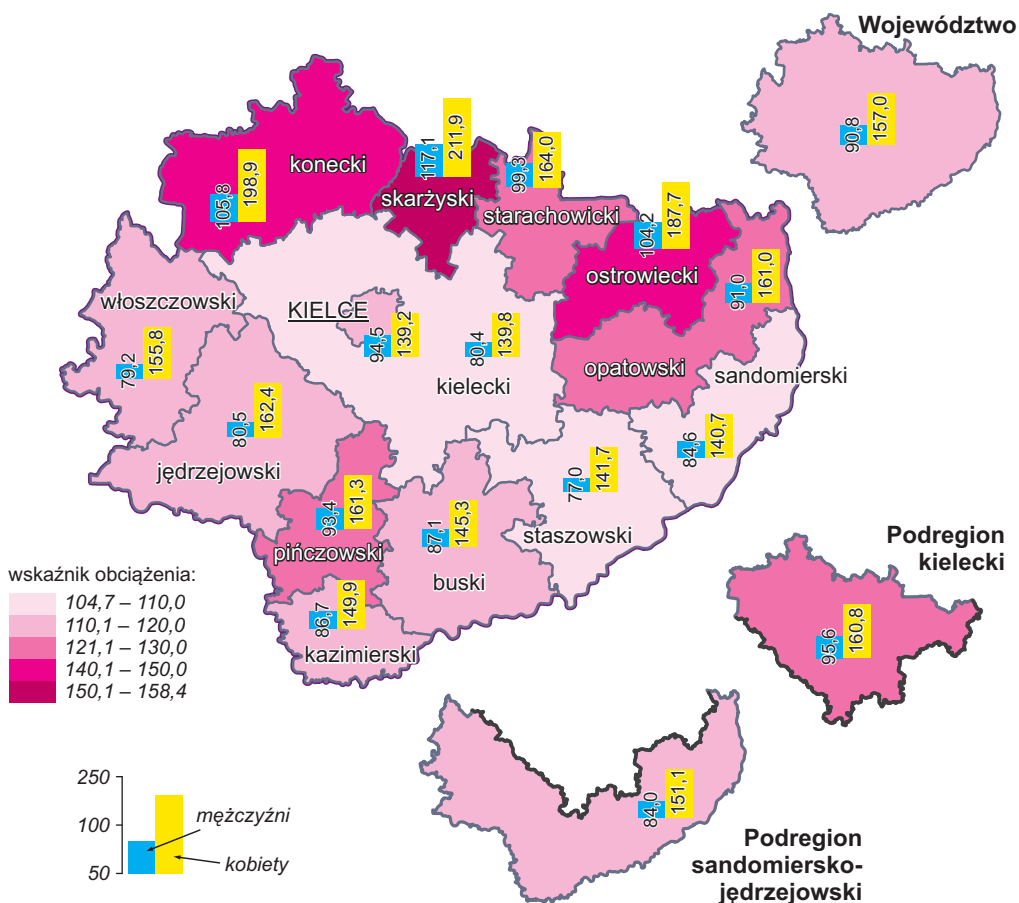 Województwo
90,8
157,0
konecki
105,8
198,9
skarżyski
117,1
211,9
starachowicki
99,3
164,0
ostrowiecki
104,2
187,7
91,0
161,0
opatowski
włoszczowski
79,2
155,8
KIELCE
94,5
139,2
80,4
139,8
kielecki
sandomierski
84,6
140,7
jędrzejowski
80,5
162,4
pińczowski
93,4
161,3
buski
87,1
145,3
staszowski
77,0
141,7
kazimierski
86,7
149,9
Podregion
kielecki
95,6
160,8
wskaźnik obciążenia:
104,7 – 110,0
110,1 – 120,0
121,1 – 130,0
140,1 – 150,0
150,1 – 158,4
250
100
50
mężczyźni
kobiety
84,0
151,1
Podregion
sandomiersko-
jędrzejowski